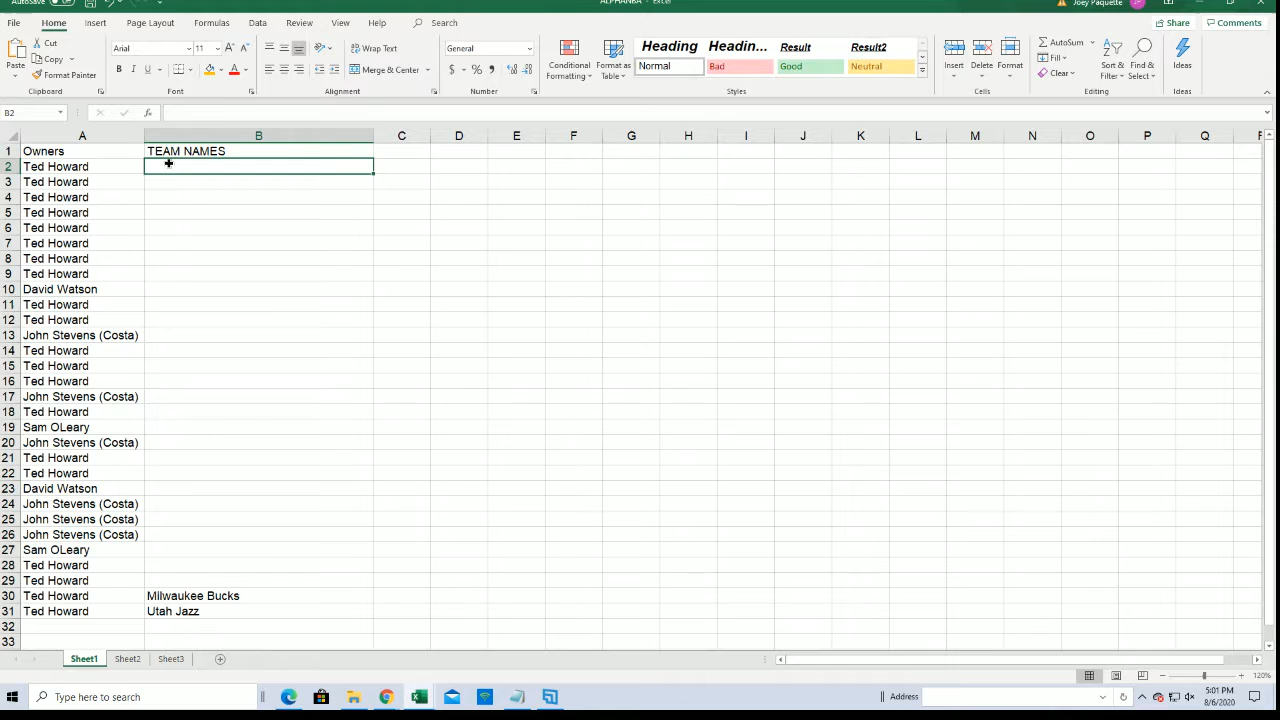 AutoSave Off ALPHANBA - Excel Joey Paquette JP
File Home Insert Page Layout Formulas Data Review View Help Search Share Comments
Paste Cut Copy Format Painter Clipboard
Arial 11 A A B I U A Font
Wrap Text Merge & Center Alignment
General $ % Number
Conditional Formatting Format as Table
Heading Headin... Result Result2
Normal Bad Good Neutral
Styles
Insert Delete Format Cells
AutoSum Fill Clear Sort & Filter Find & Select Editing
Ideas Ideas
B2 fx
A B C D E F G H I J K L M N O P Q
1 Owners TEAM NAMES
2 Ted Howard
3 Ted Howard
4 Ted Howard
5 Ted Howard
6 Ted Howard
7 Ted Howard
8 Ted Howard
9 Ted Howard
10 David Watson
11 Ted Howard
12 Ted Howard
13 John Stevens (Costa)
14 Ted Howard
15 Ted Howard
16 Ted Howard
17 John Stevens (Costa)
18 Ted Howard
19 Sam OLeary
20 John Stevens (Costa)
21 Ted Howard
22 Ted Howard
23 David Watson
24 John Stevens (Costa)
25 John Stevens (Costa)
26 John Stevens (Costa)
27 Sam OLeary
28 Ted Howard
29 Ted Howard
30 Ted Howard Milwaukee Bucks
31 Ted Howard Utah Jazz
32
33
Sheet1 Sheet2 Sheet3
120%
Type here to search Address 5:01 PM
8/6/2020